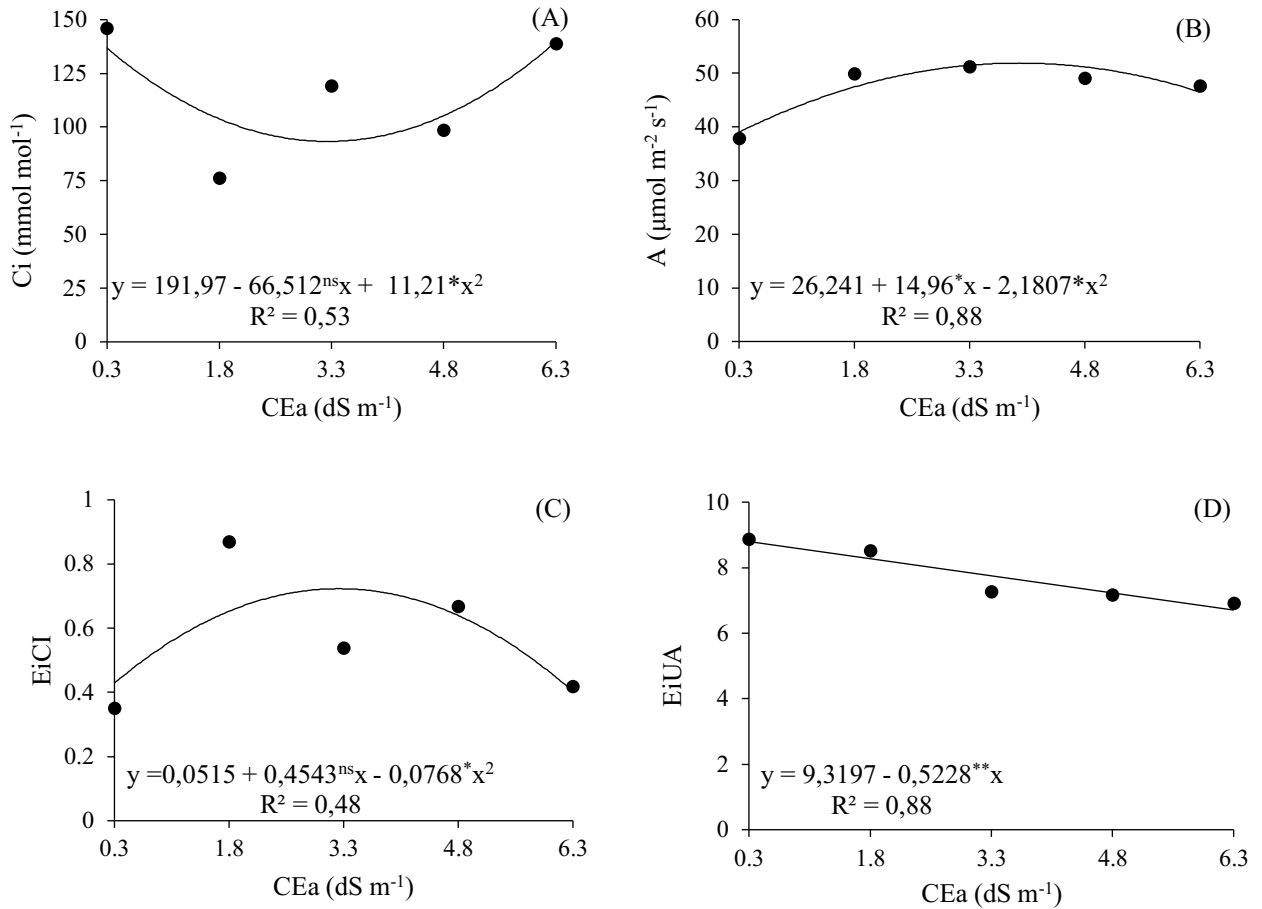 (A)
150
125
100
75
50
25
0
Ci (mmol mol⁻¹)
y = 191,97 - 66,512ⁿˢx + 11,21*x²
R² = 0,53
0.3 1.8 3.3 4.8 6.3
CEa (dS m⁻¹)
(B)
60
50
40
30
20
10
0
A (µmol m⁻² s⁻¹)
y = 26,241 + 14,96*x - 2,1807*x²
R² = 0,88
0.3 1.8 3.3 4.8 6.3
CEa (dS m⁻¹)
(C)
1
0.8
0.6
0.4
0.2
0
EiCI
y =0,0515 + 0,4543ⁿˢx - 0,0768*x²
R² = 0,48
0.3 1.8 3.3 4.8 6.3
CEa (dS m⁻¹)
(D)
10
8
6
4
2
0
EiUA
y = 9,3197 - 0,5228**x
R² = 0,88
0.3 1.8 3.3 4.8 6.3
CEa (dS m⁻¹)